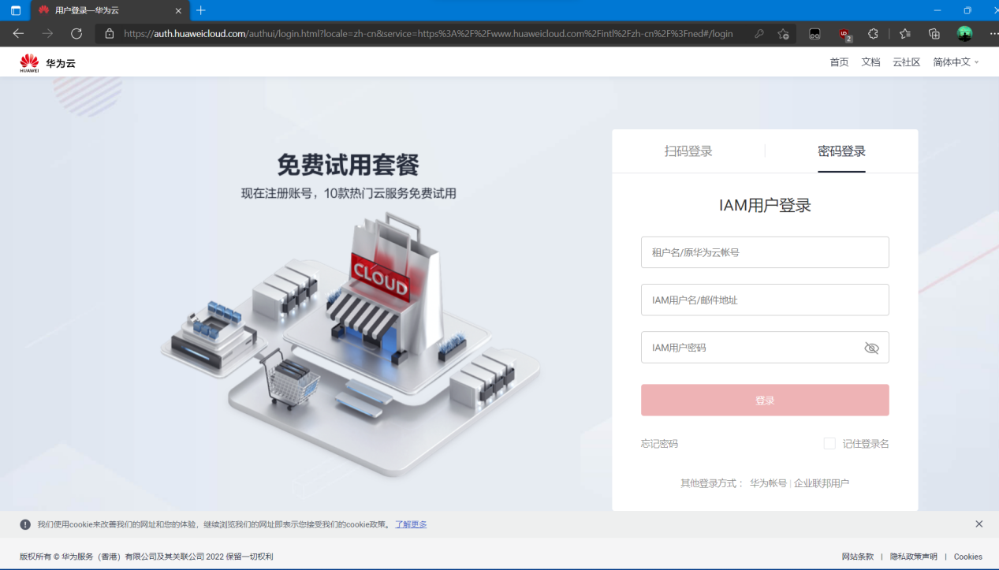 用户登录—华为云
https://auth.huaweicloud.com/authui/login.html?locale=zh-cn&service=https%3A%2F%2Fwww.huaweicloud.com%2Fintl%2Fzh-cn%2F%3Fned#/login
2
HUAWEI
华为云
首页 文档 云社区 简体中文
免费试用套餐
现在注册账号，10款热门云服务免费试用
CLOUD
扫码登录 密码登录
IAM用户登录
租户名/原华为云帐号
IAM用户名/邮件地址
IAM用户密码
登录
忘记密码 记住登录名
其他登录方式： 华为帐号 | 企业联邦用户
我们使用cookie来改善我们的网址和您的体验，继续浏览我们的网址即表示您接受我们的cookie政策。 了解更多
版权所有 © 华为服务（香港）有限公司及其关联公司 2022 保留一切权利
网站条款 | 隐私政策声明 | Cookies